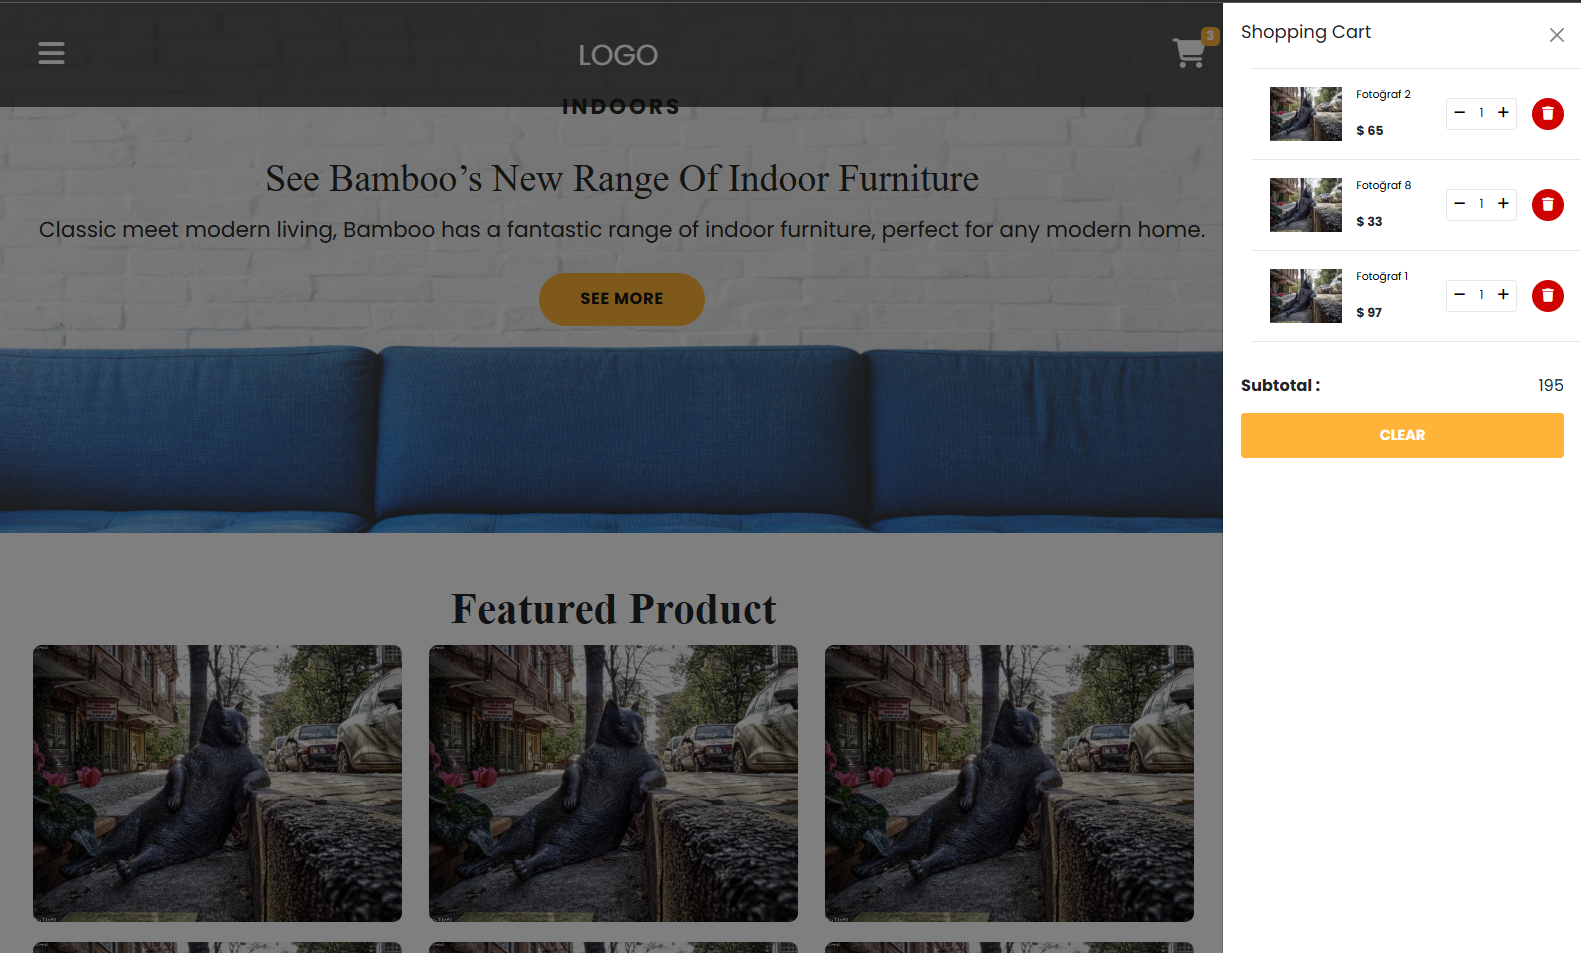 LOGO
3
INDOORS
See Bamboo’s New Range Of Indoor Furniture
Classic meet modern living, Bamboo has a fantastic range of indoor furniture, perfect for any modern home.
SEE MORE
Featured Product
Shopping Cart
Fotoğraf 2
$ 65
1
Fotoğraf 8
$ 33
1
Fotoğraf 1
$ 97
1
Subtotal :
195
CLEAR